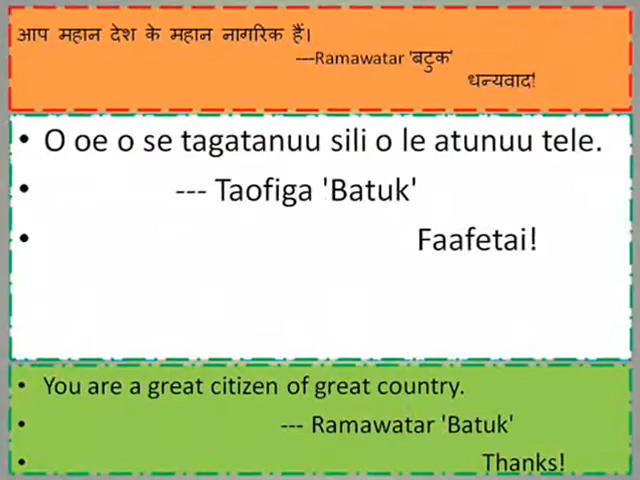 आप महान देश के महान नागरिक हैं।
---Ramawatar 'बटुक'
धन्यवाद!
• O oe o se tagatanuu sili o le atunuu tele.
• --- Taofiga 'Batuk'
• Faafetai!
• You are a great citizen of great country.
• --- Ramawatar 'Batuk'
• Thanks!